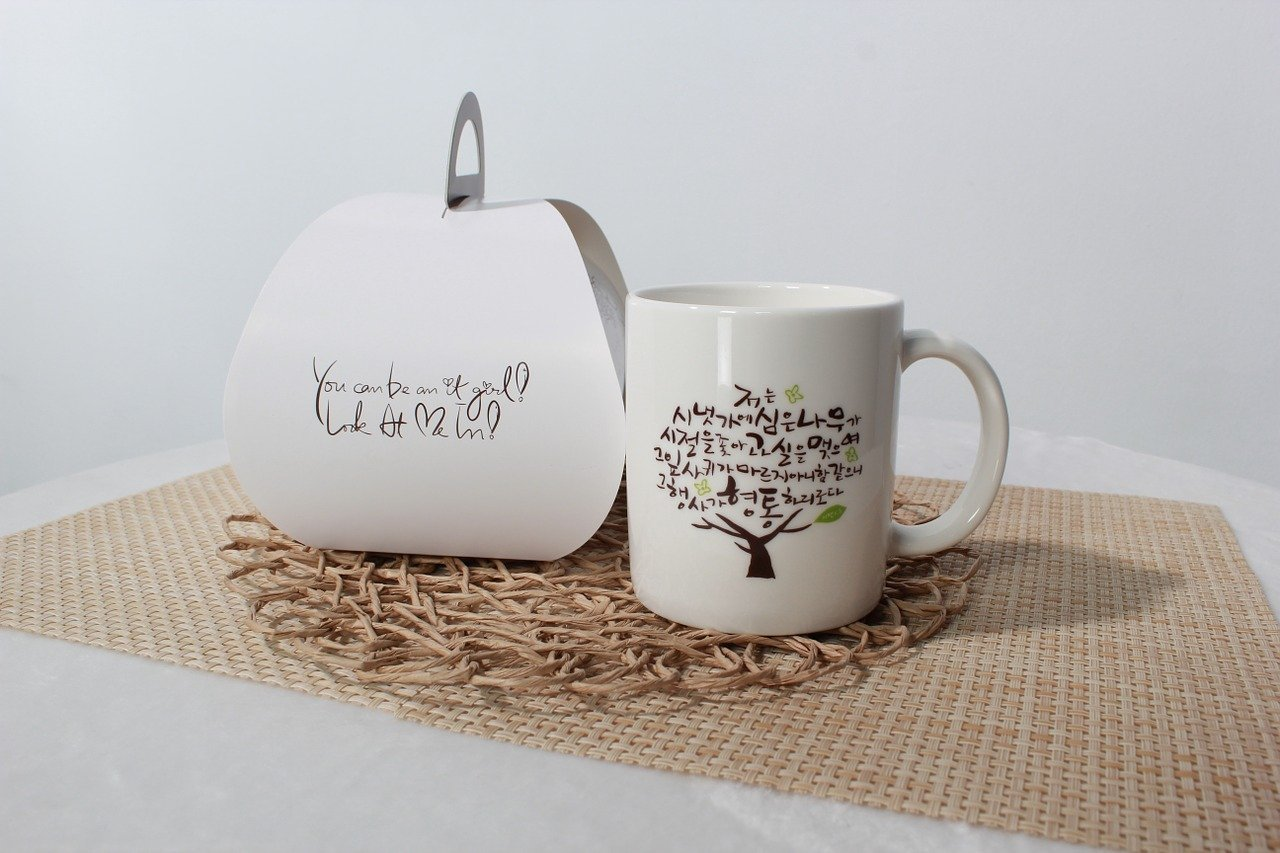 You can be an it girl!
Look At Me In!
저는
시냇가에 심은 나무가
시절을 좇아 과실을 맺으며
그 잎사귀가 마르지 아니함 같으니
그 행사가 형통하리로다